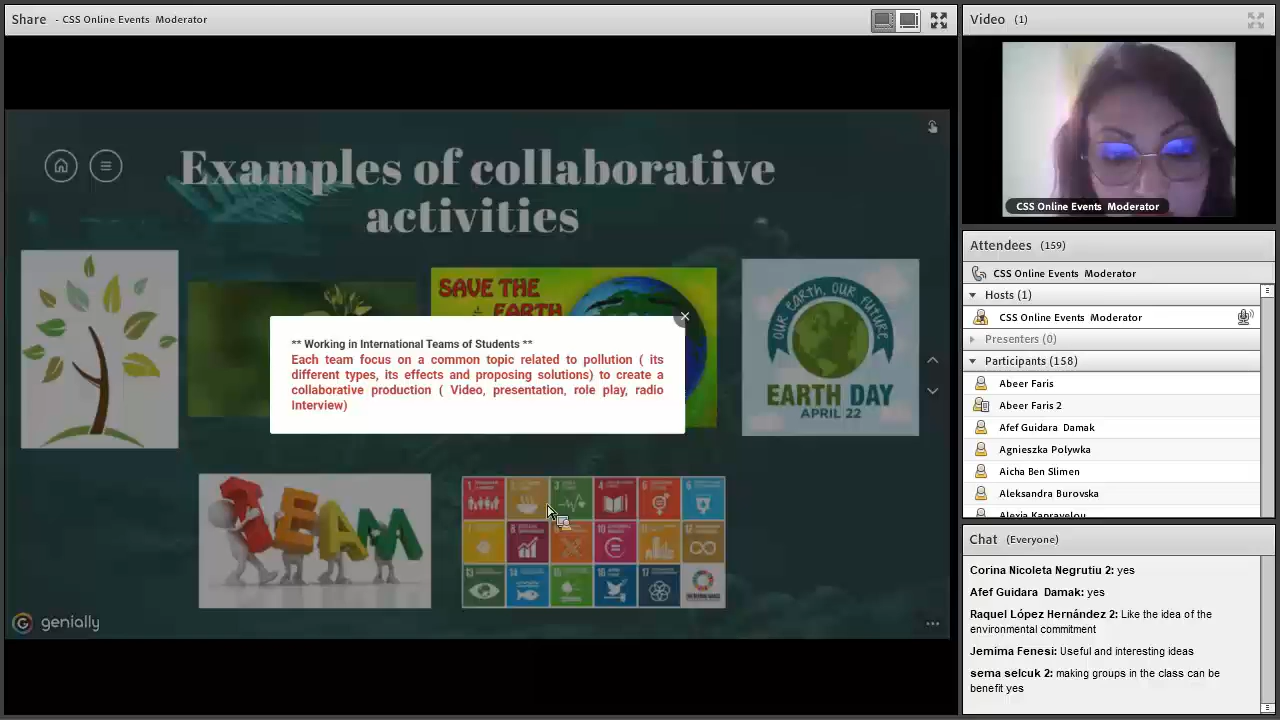 Share - CSS Online Events Moderator
Examples of collaborative
activities
SAVE THE
EARTH
** Working in International Teams of Students **
Each team focus on a common topic related to pollution ( its
different types, its effects and proposing solutions) to create a
collaborative production ( Video, presentation, role play, radio
Interview)
OUR EARTH, OUR FUTURE
EARTH DAY
APRIL 22
TEAM
genially
Video (1)
CSS Online Events Moderator
Attendees (159)
CSS Online Events Moderator
Hosts (1)
CSS Online Events Moderator
Presenters (0)
Participants (158)
Abeer Faris
Abeer Faris 2
Afef Guidara Damak
Agnieszka Polywka
Aicha Ben Slimen
Aleksandra Burovska
Alexia Kapravelou
Chat (Everyone)
Corina Nicoleta Negrutiu 2: yes
Afef Guidara Damak: yes
Raquel López Hernández 2: Like the idea of the
environmental commitment
Jemima Fenesi: Useful and interesting ideas
sema selcuk 2: making groups in the class can be
benefit yes